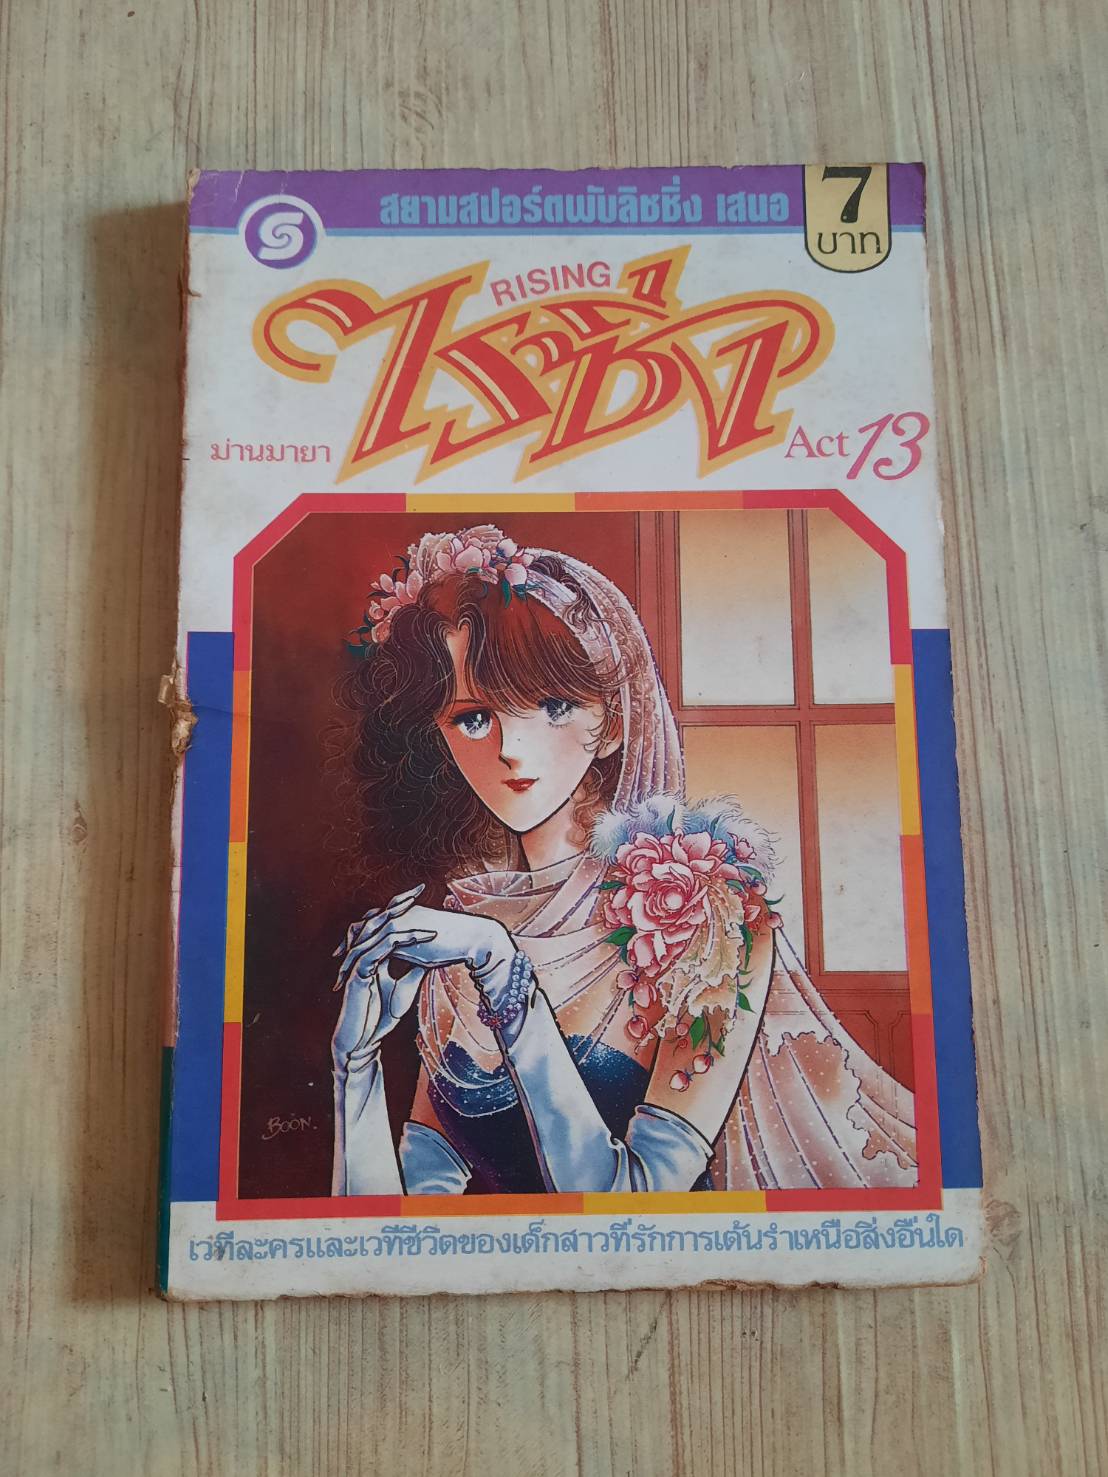 สยามสปอร์ตพับลิชชิ่ง เสนอ
7
บาท
RISING
ไรซิ่ง
ม่านมายา
Act 13
BOON.
เวทีละครและเวทีชีวิตของเด็กสาวที่รักการเต้นรำเหนือสิ่งอื่นใด